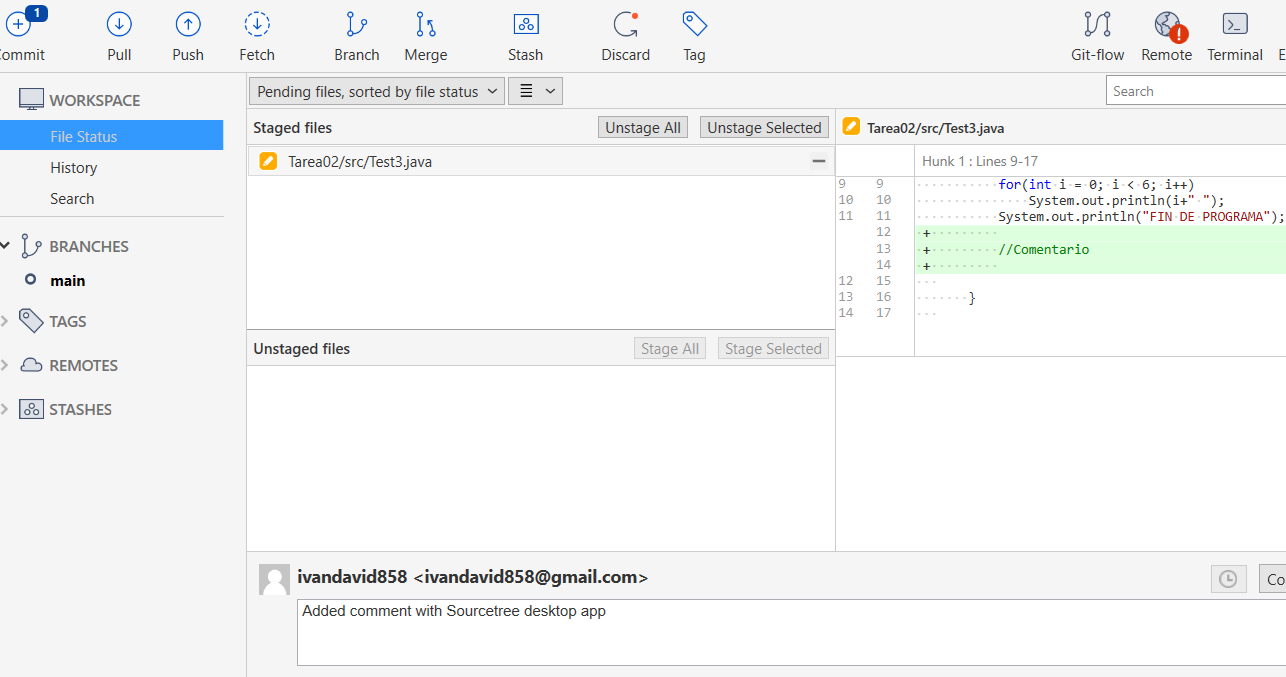 1
ommit
Pull
Push
Fetch
Branch
Merge
Stash
Discard
Tag
Git-flow
Remote
Terminal
E
WORKSPACE
File Status
History
Search
BRANCHES
main
TAGS
REMOTES
STASHES
Pending files, sorted by file status
Search
Staged files
Unstage All
Unstage Selected
Tarea02/src/Test3.java
Unstaged files
Stage All
Stage Selected
Tarea02/src/Test3.java
Hunk 1 : Lines 9-17
9 9 for(int i = 0; i < 6; i++)
10 10 System.out.println(i+" ");
11 11 System.out.println("FIN DE PROGRAMA");
12 +
13 + //Comentario
14 +
12 15
13 16 }
14 17
ivandavid858 <ivandavid858@gmail.com>
Co
Added comment with Sourcetree desktop app